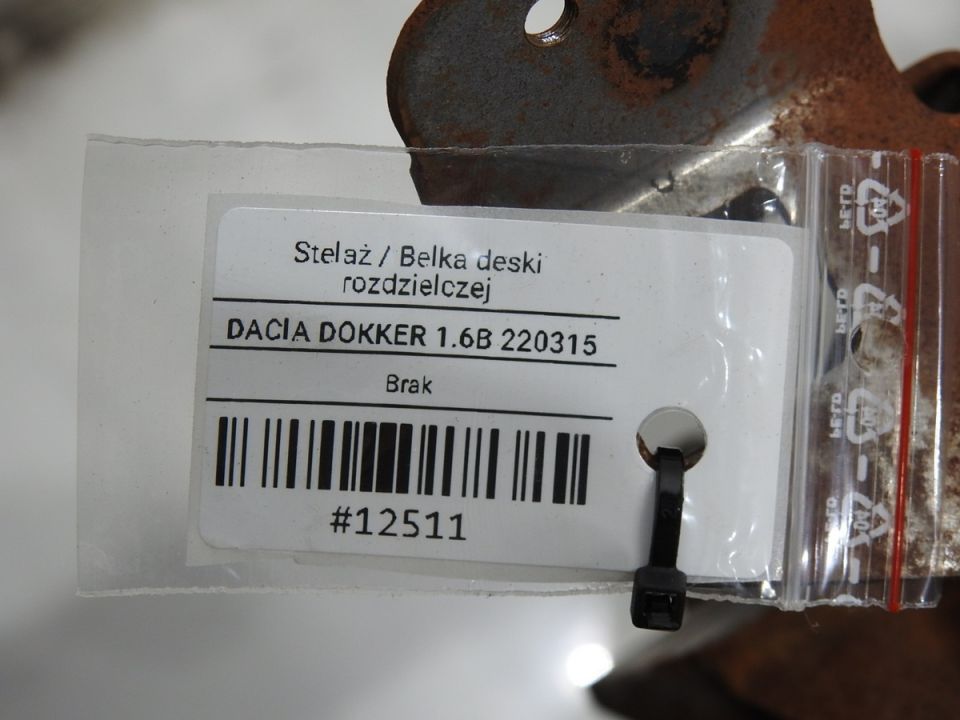 Stelaż / Belka deski
rozdzielczej
DACIA DOKKER 1.6B 220315
Brak
#12511